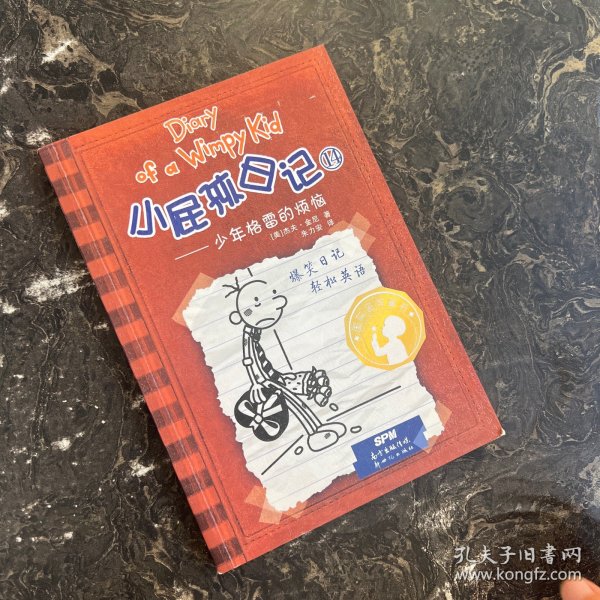 Diary
of a Wimpy Kid
小屁孩日记⑭
——少年格雷的烦恼
[美]杰夫·金尼 著
朱力安 译
爆笑日记
轻松英语
SPM
南方出版传媒
新世纪出版社
孔夫子旧书网
www.kongfz.com